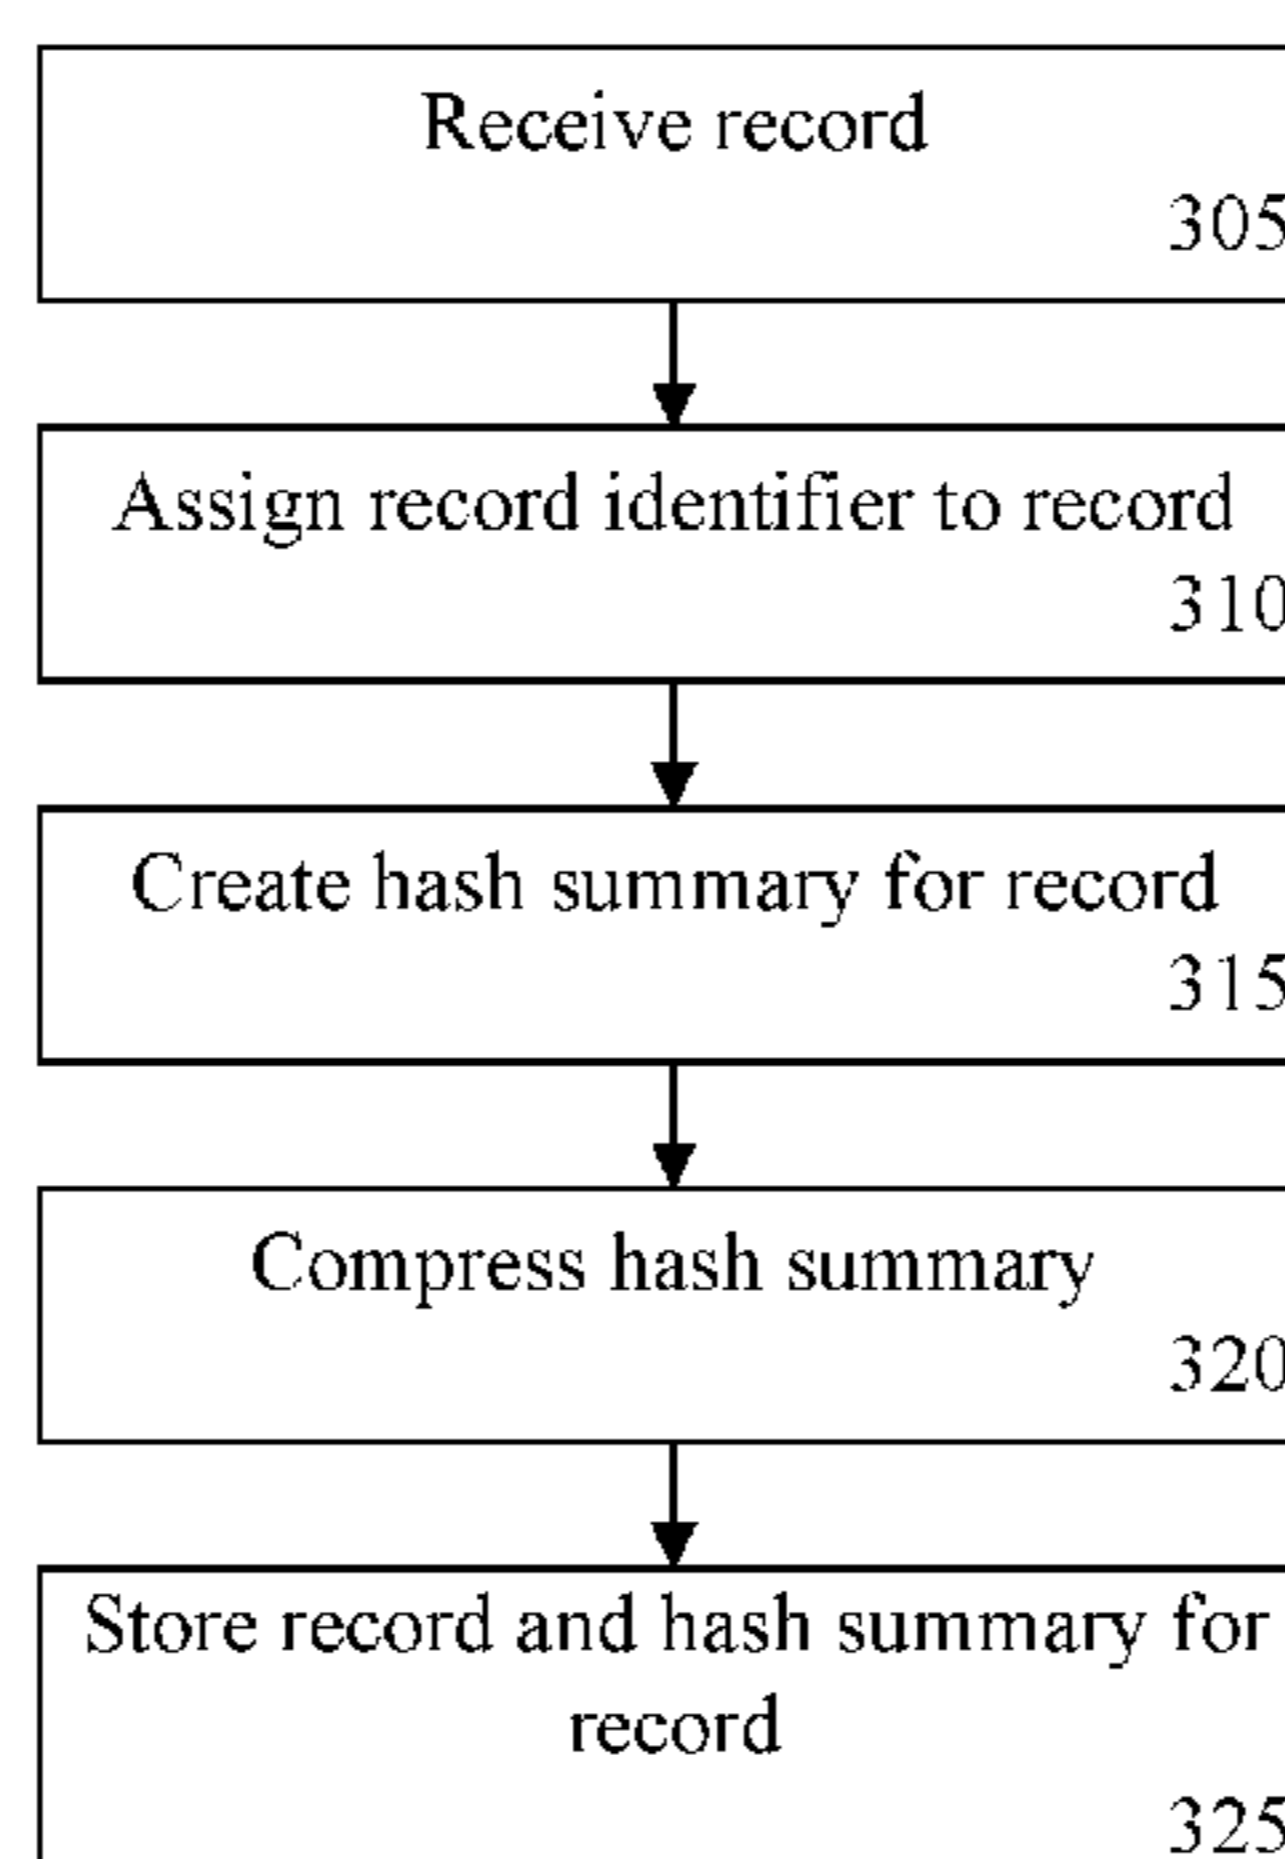 Receive record
305
Assign record identifier to record
310
Create hash summary for record
315
Compress hash summary
320
Store record and hash summary for
record
325